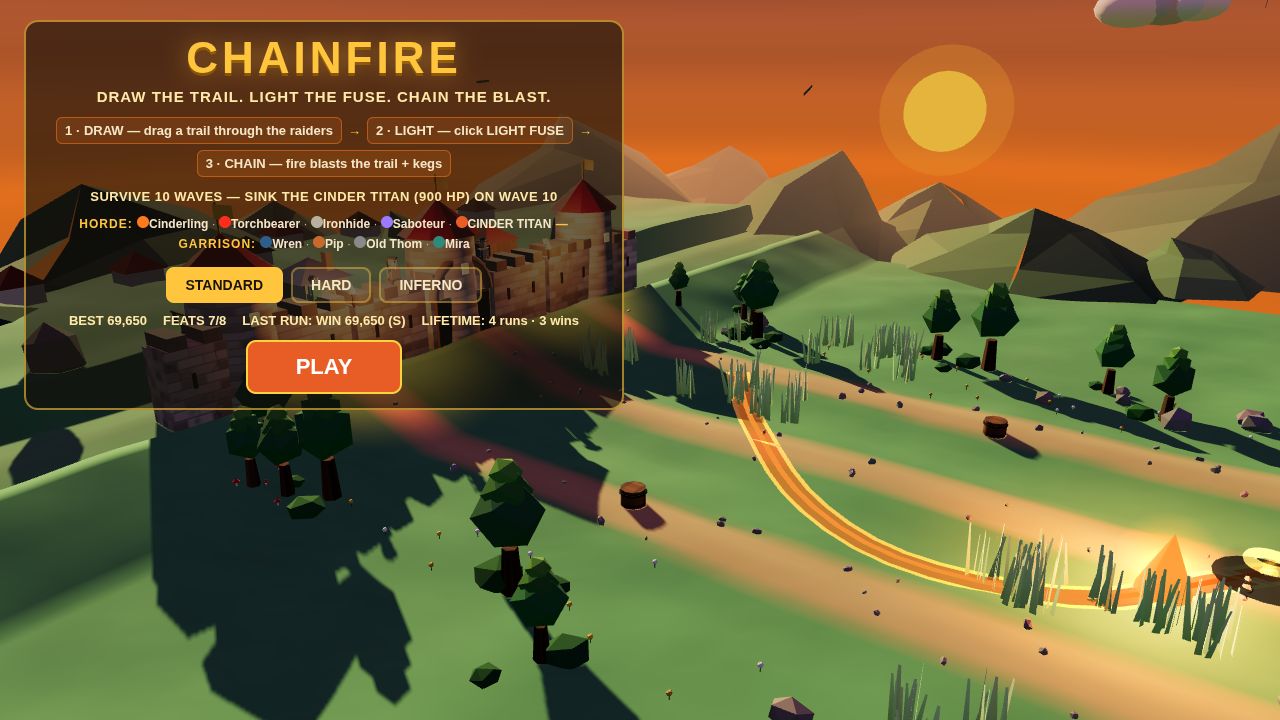 CHAINFIRE
DRAW THE TRAIL. LIGHT THE FUSE. CHAIN THE BLAST.
1 · DRAW — drag a trail through the raiders → 2 · LIGHT — click LIGHT FUSE →
3 · CHAIN — fire blasts the trail + kegs
SURVIVE 10 WAVES — SINK THE CINDER TITAN (900 HP) ON WAVE 10
HORDE: Cinderling · Torchbearer · Ironhide · Saboteur · CINDER TITAN —
GARRISON: Wren · Pip · Old Thom · Mira
STANDARD HARD INFERNO
BEST 69,650 FEATS 7/8 LAST RUN: WIN 69,650 (S) LIFETIME: 4 runs · 3 wins
PLAY